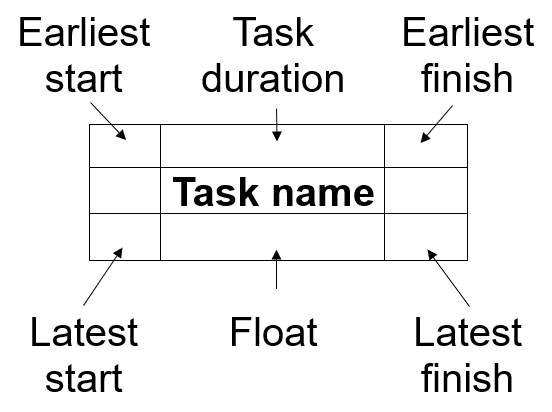 Earliest start
Task duration
Earliest finish
Task name
Latest start
Float
Latest finish